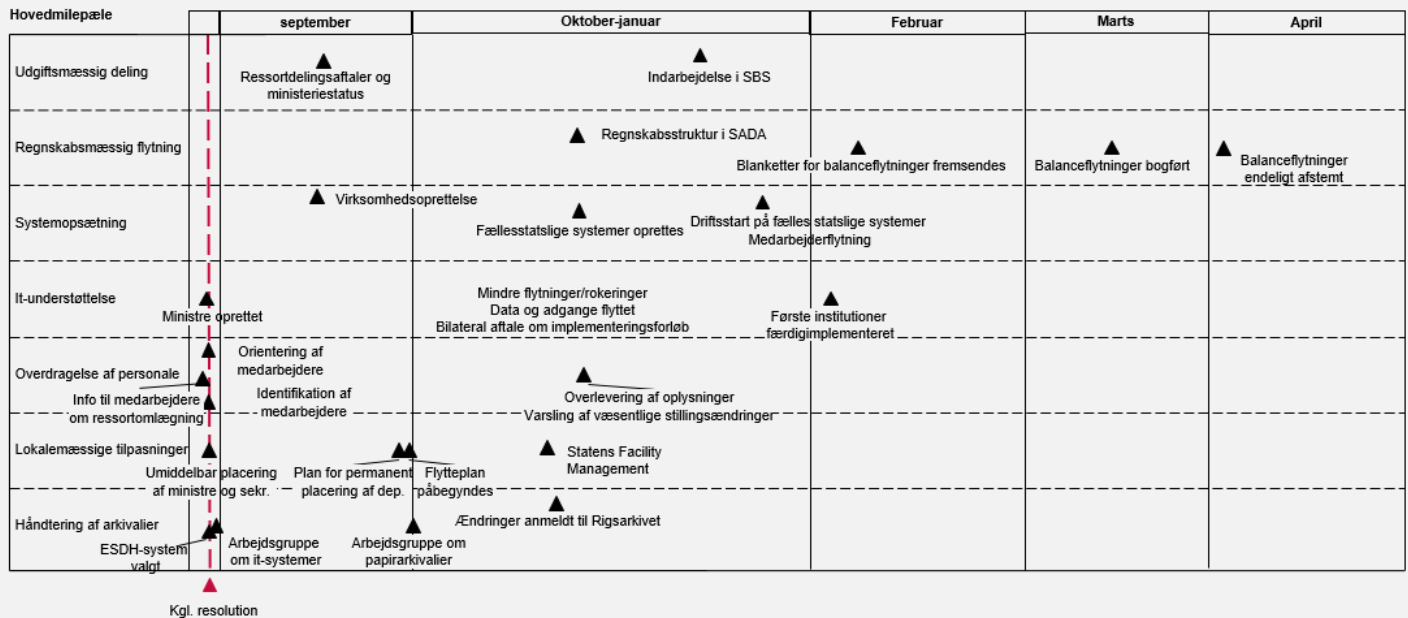 Hovedmilepæle
september
Oktober-januar
Februar
Marts
April
Udgiftsmæssig deling
Ressortdelingsaftaler og
ministeriestatus
Indarbejdelse i SBS
Regnskabsmæssig flytning
Regnskabsstruktur i SADA
Blanketter for balanceflytninger fremsendes
Balanceflytninger bogført
Balanceflytninger
endeligt afstemt
Systemopsætning
Virksomhedsoprettelse
Fællesstatslige systemer oprettes
Driftsstart på fælles statslige systemer
Medarbejderflytning
It-understøttelse
Ministre oprettet
Mindre flytninger/rokeringer
Data og adgange flyttet
Bilateral aftale om implementeringsforløb
Første institutioner
færdigimplementeret
Overdragelse af personale
Orientering af
medarbejdere
Info til medarbejdere
om ressortomlægning
Identifikation af
medarbejdere
Overlevering af oplysninger
Varsling af væsentlige stillingsændringer
Lokalemæssige tilpasninger
Umiddelbar placering
af ministre og sekr.
Plan for permanent
placering af dep.
Flytteplan
påbegyndes
Statens Facility
Management
Håndtering af arkivalier
ESDH-system
valgt
Arbejdsgruppe
om it-systemer
Arbejdsgruppe om
papirarkivalier
Ændringer anmeldt til Rigsarkivet
Kgl. resolution